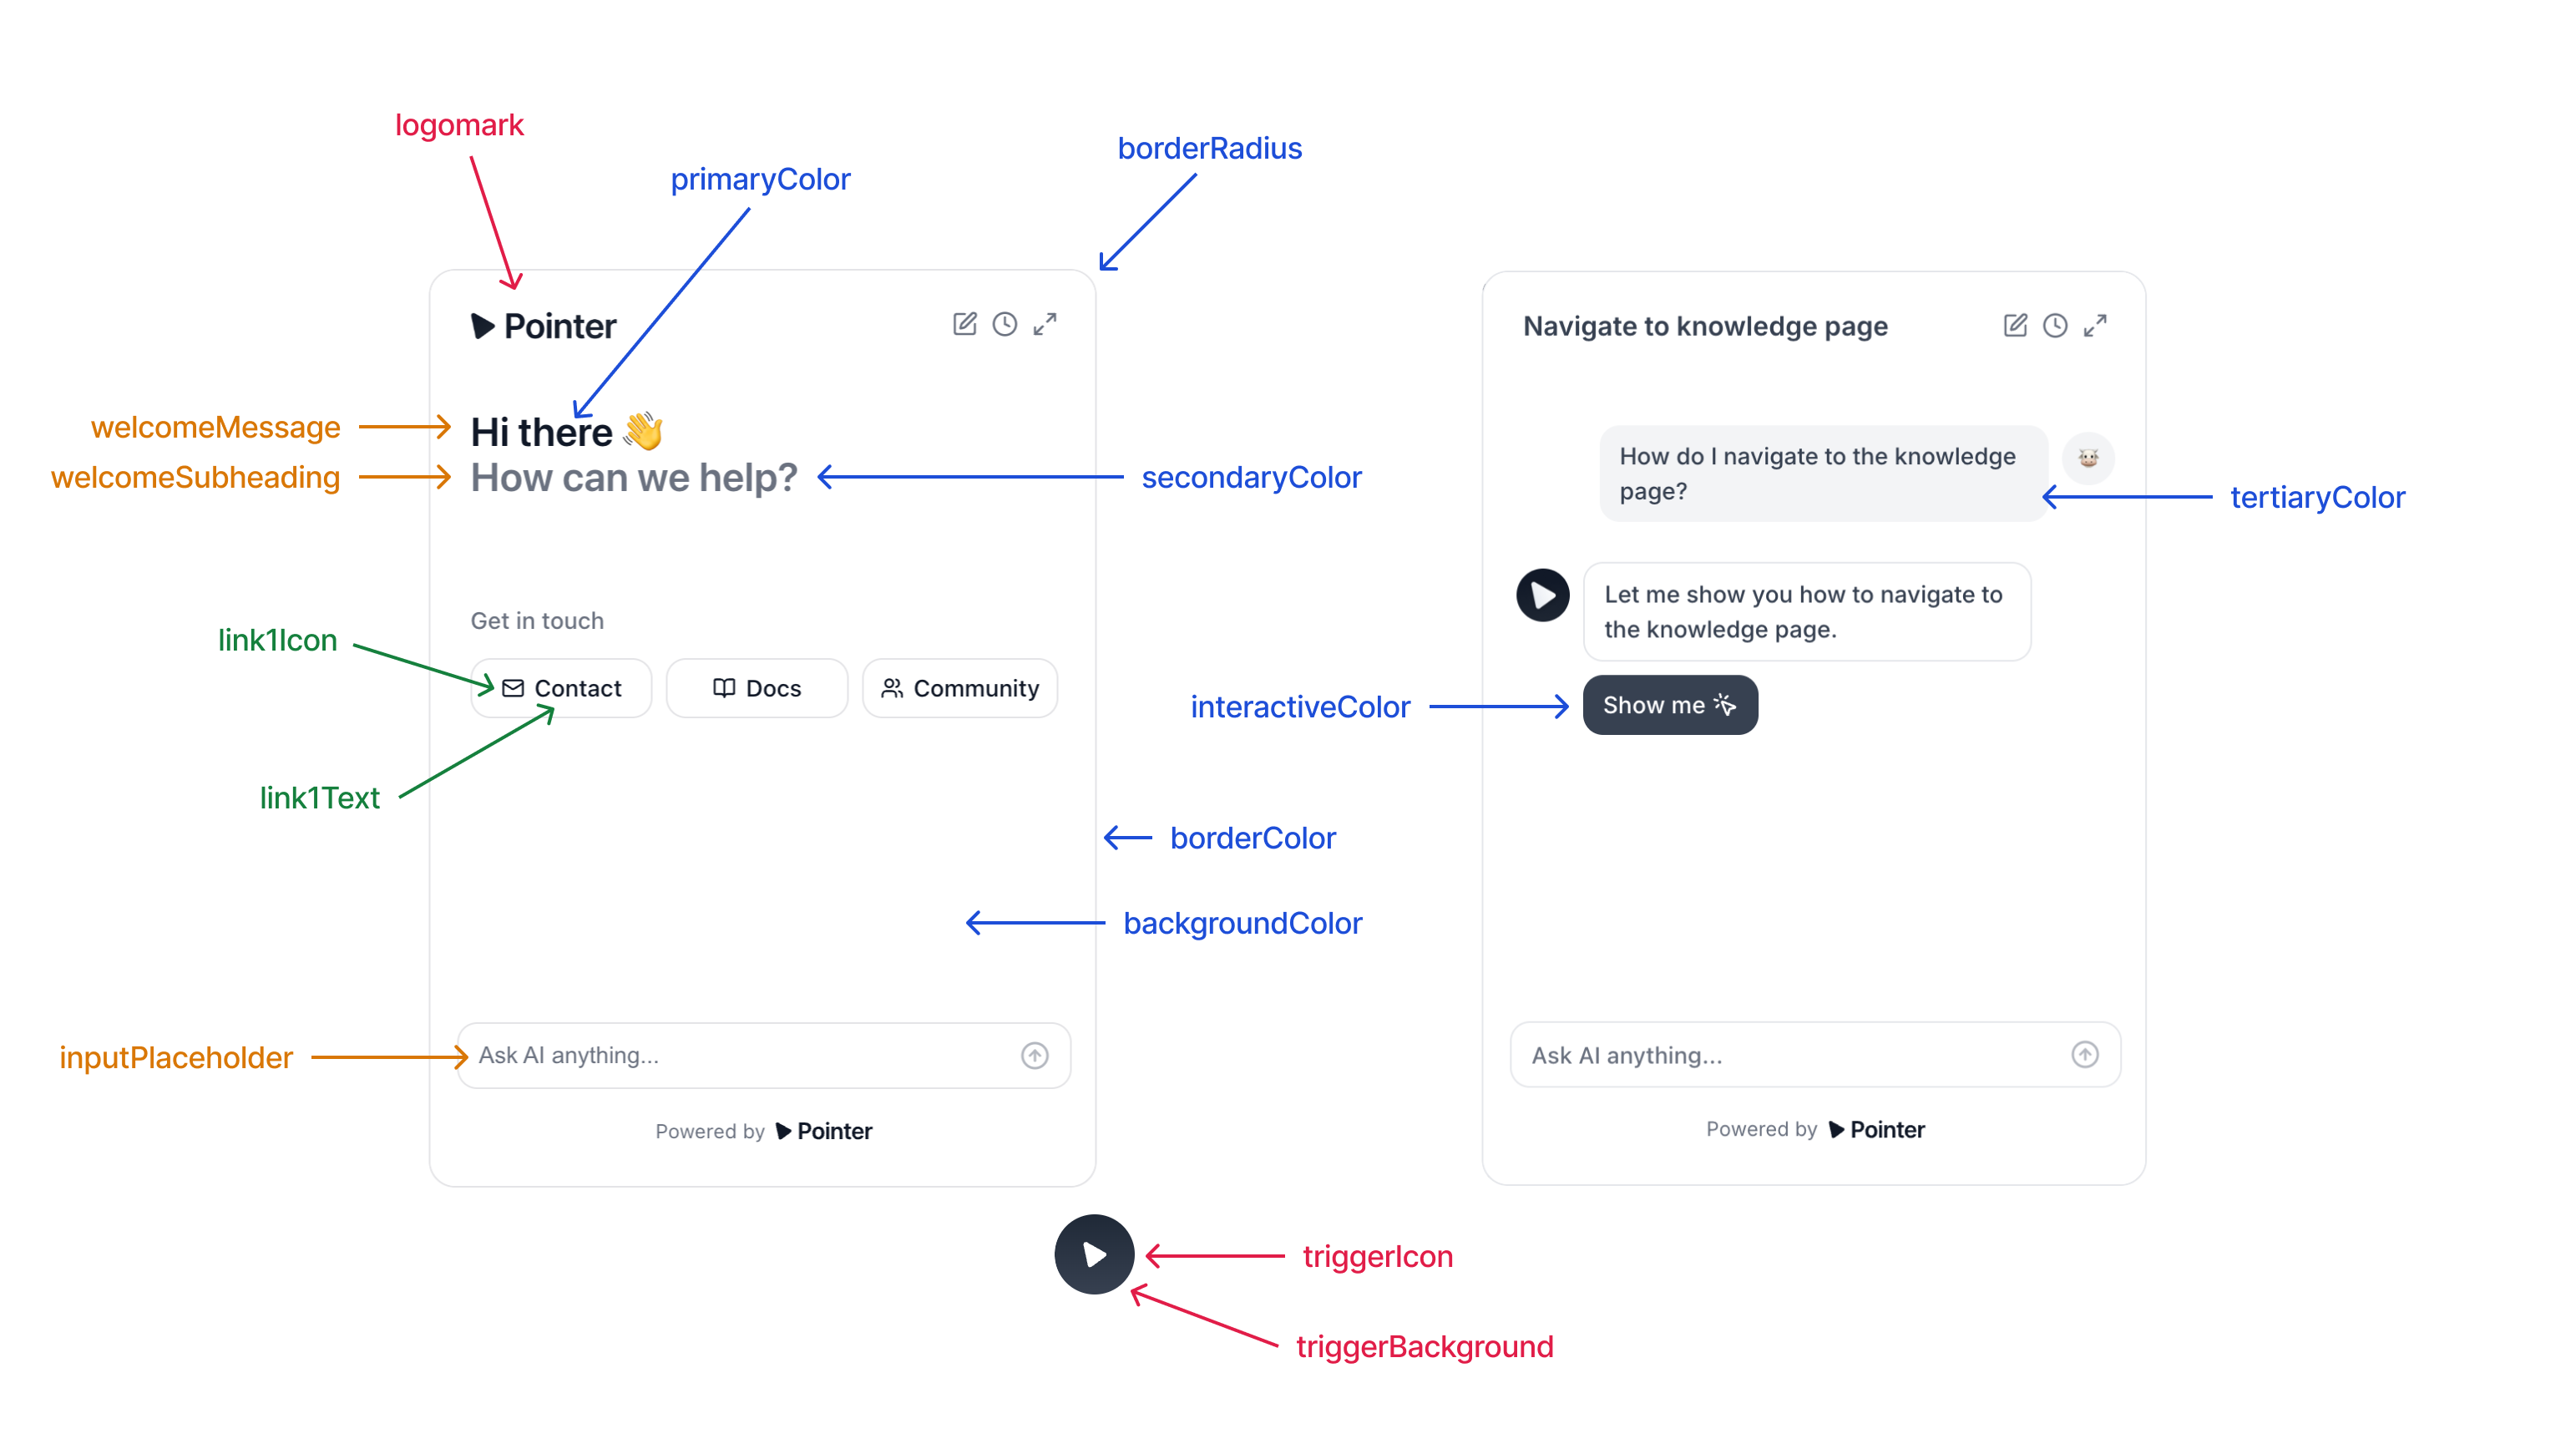 logomark
borderRadius
primaryColor
Pointer
Navigate to knowledge page
welcomeMessage
Hi there 👋
welcomeSubheading
How can we help?
secondaryColor
How do I navigate to the knowledge
page?
tertiaryColor
Let me show you how to navigate to
the knowledge page.
Get in touch
link1Icon
Contact
Docs
Community
interactiveColor
Show me
link1Text
borderColor
backgroundColor
inputPlaceholder
Ask AI anything...
Ask AI anything...
Powered by Pointer
Powered by Pointer
triggerIcon
triggerBackground